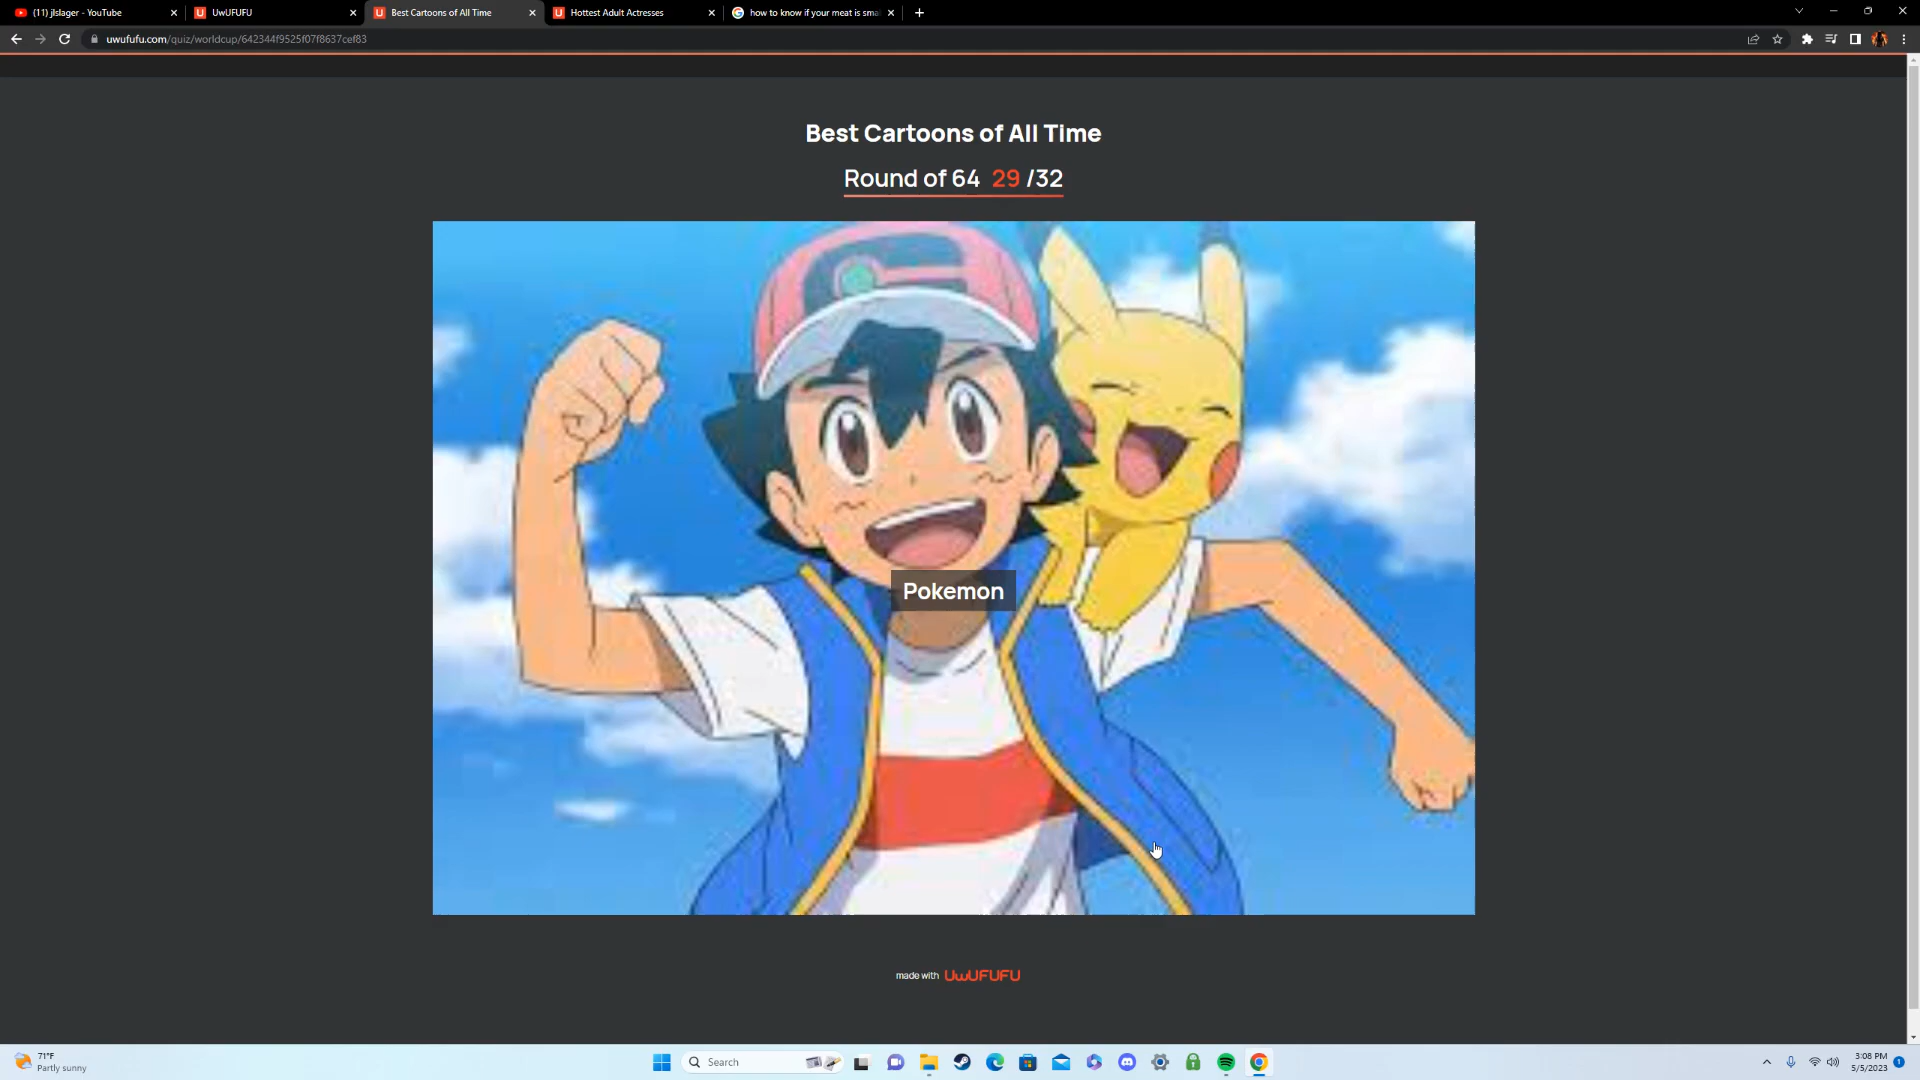 (11) jlslager - YouTube
UwUFUFU
Best Cartoons of All Time
Hottest Adult Actresses
how to know if your meat is sma
uwufufu.com/quiz/worldcup/642344f9525f07f8637cef83
Best Cartoons of All Time
Round of 64 29 /32
Pokemon
made with UwUFUFU
71°F
Partly sunny
Search
3:08 PM
5/5/2023
1